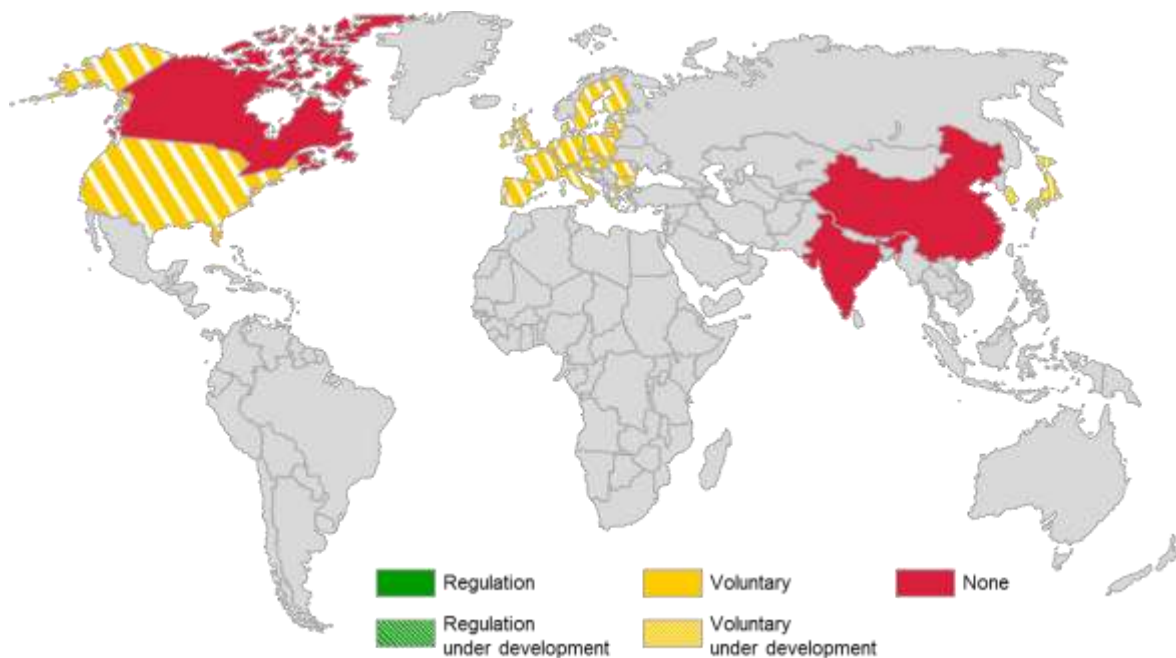 Regulation
Voluntary
None
Regulation
under development
Voluntary
under development